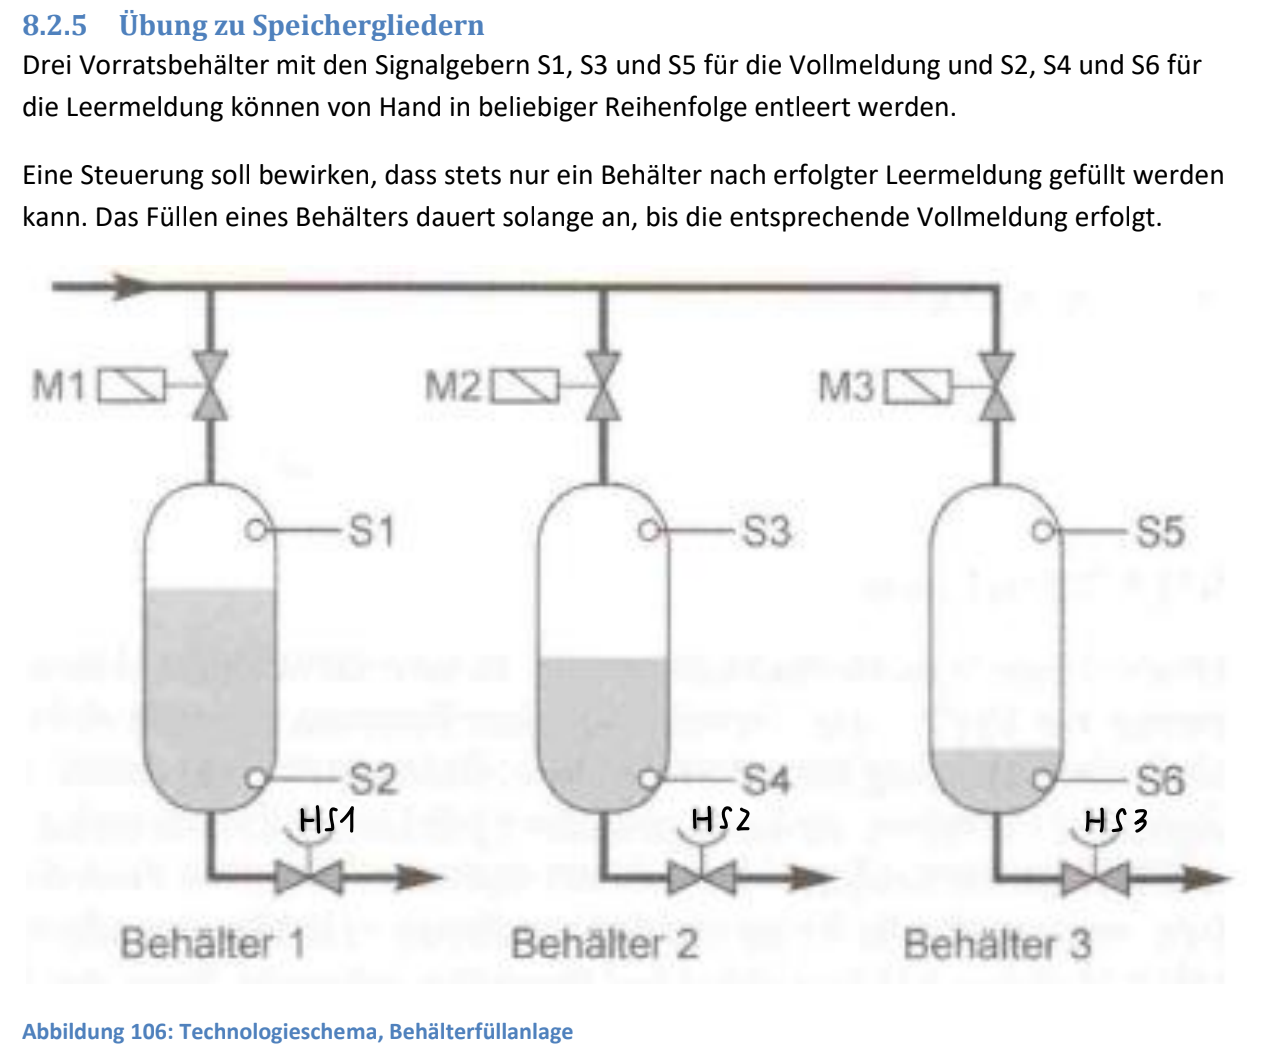 8.2.5 Übung zu Speichergliedern
Drei Vorratsbehälter mit den Signalgebern S1, S3 und S5 für die Vollmeldung und S2, S4 und S6 für
die Leermeldung können von Hand in beliebiger Reihenfolge entleert werden.
Eine Steuerung soll bewirken, dass stets nur ein Behälter nach erfolgter Leermeldung gefüllt werden
kann. Das Füllen eines Behälters dauert solange an, bis die entsprechende Vollmeldung erfolgt.
M1 M2 M3
S1 S3 S5
S2 S4 S6
HS1 HS2 HS3
Behälter 1 Behälter 2 Behälter 3
Abbildung 106: Technologieschema, Behälterfüllanlage